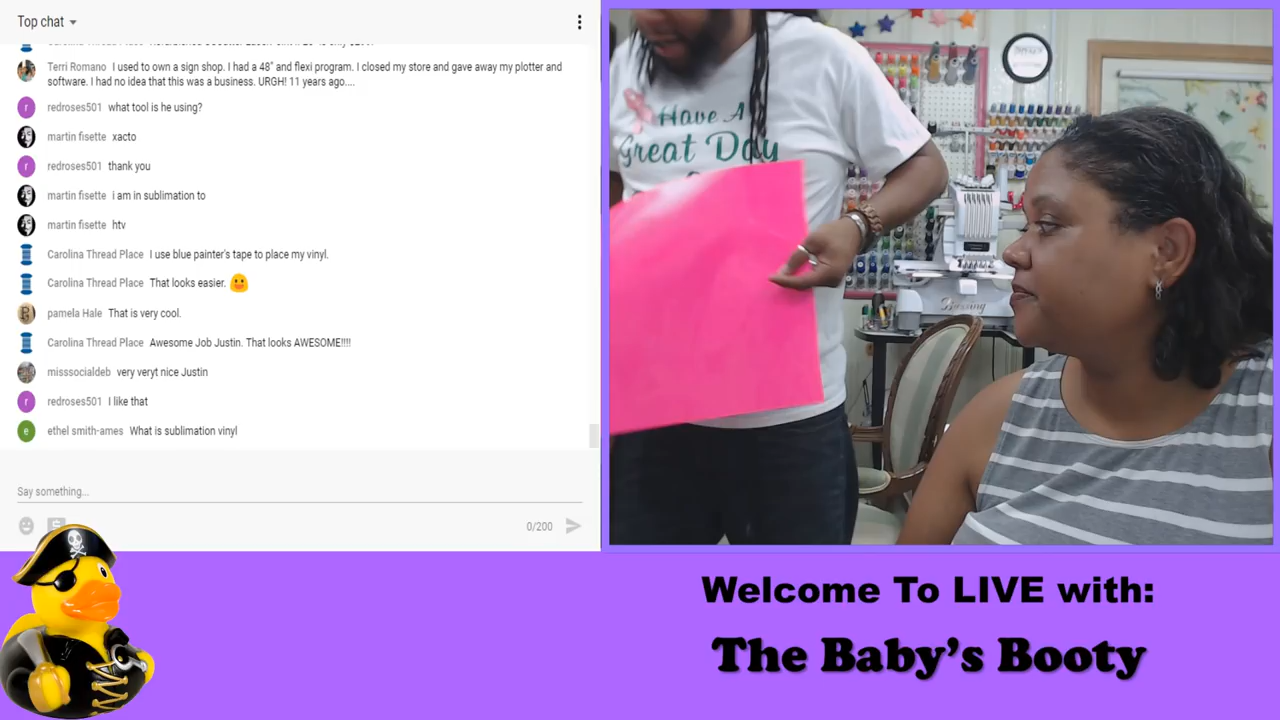 Top chat
Terri Romano I used to own a sign shop. I had a 48" and flexi program. I closed my store and gave away my plotter and
software. I had no idea that this was a business. URGH! 11 years ago....
redroses501 what tool is he using?
martin fisette xacto
redroses501 thank you
martin fisette i am in sublimation to
martin fisette htv
Carolina Thread Place I use blue painter's tape to place my vinyl.
Carolina Thread Place That looks easier.
pamela Hale That is very cool.
Carolina Thread Place Awesome Job Justin. That looks AWESOME!!!!
misssocialdeb very veryt nice Justin
redroses501 I like that
ethel smith-ames What is sublimation vinyl
Say something...
0/200
Have A
Great Day
Welcome To LIVE with:
The Baby's Booty